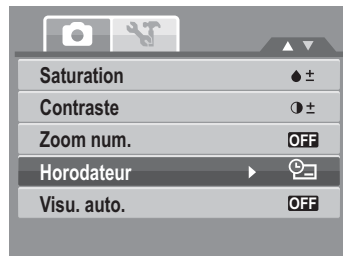 Saturation
Contraste
Zoom num. OFF
Horodateur
Visu. auto. OFF